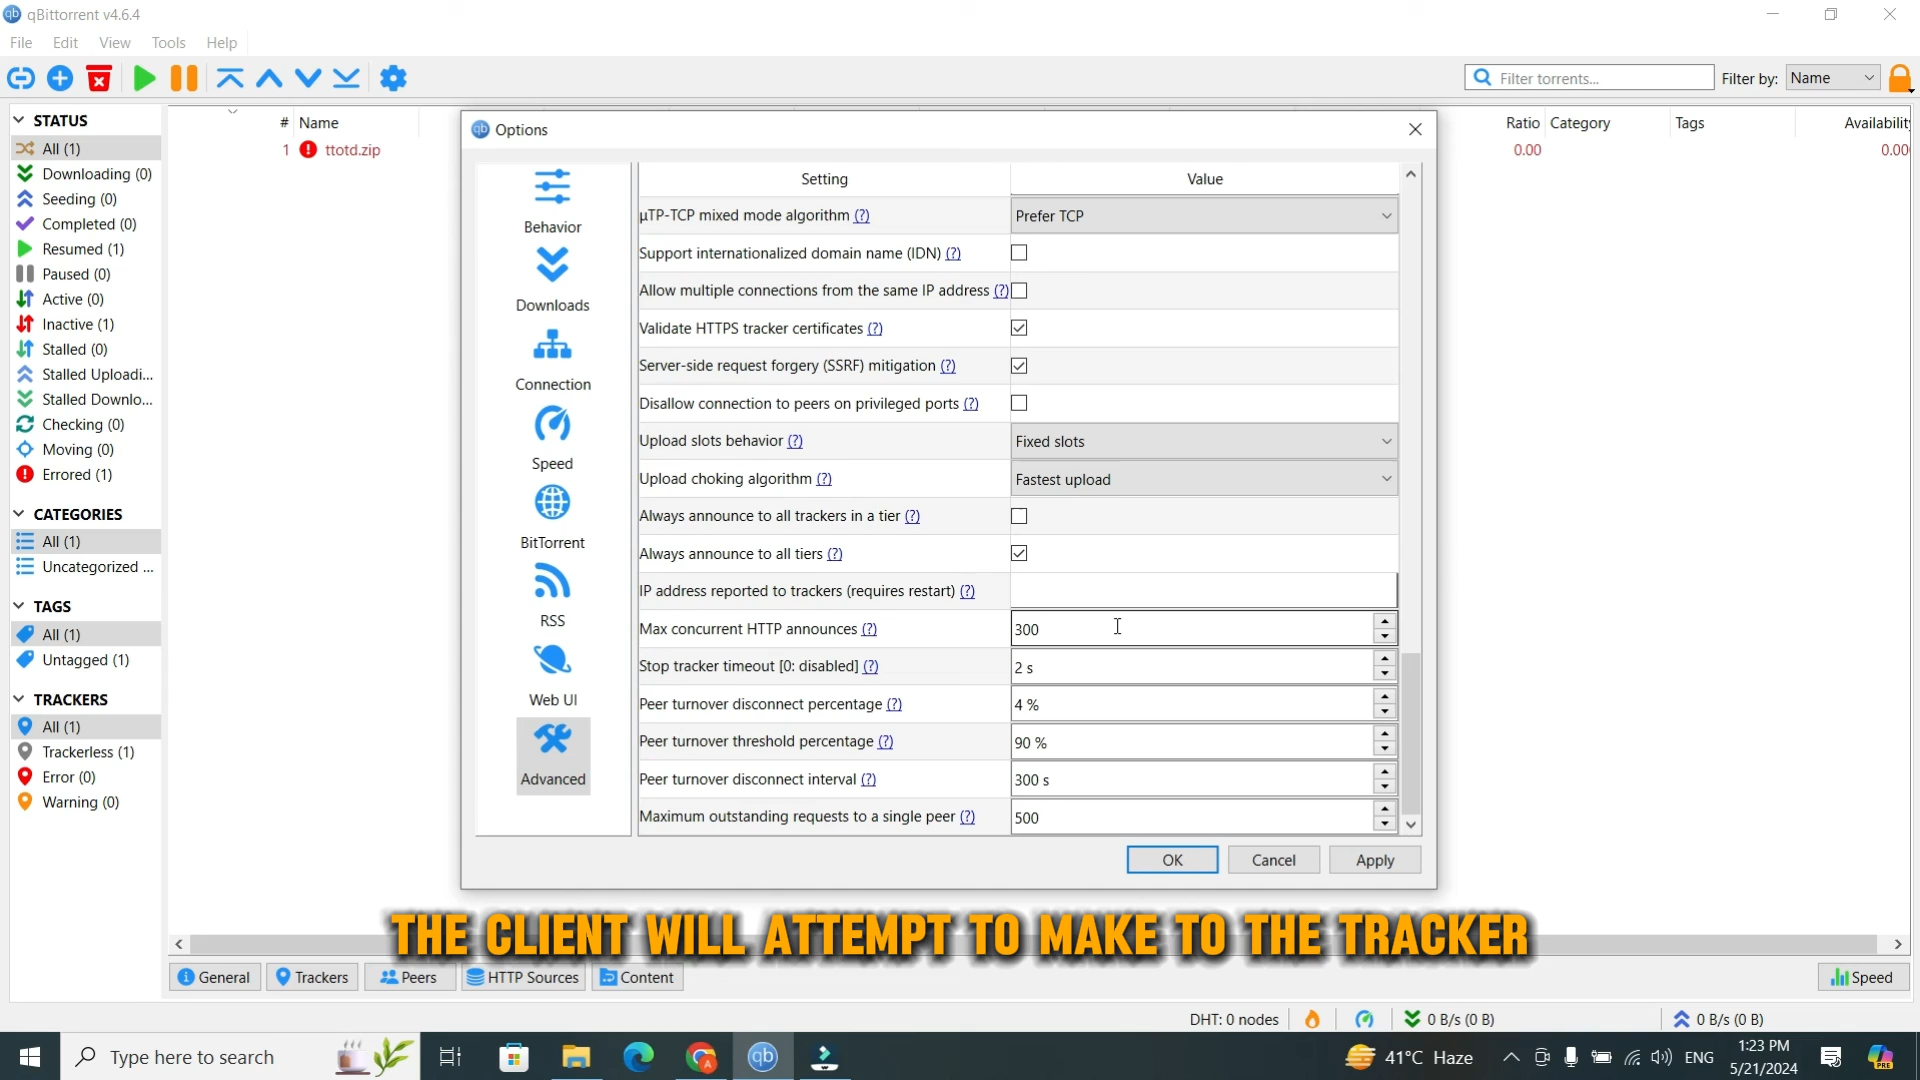 qBittorrent v4.6.4
File Edit View Tools Help
Filter torrents...
Filter by: Name
STATUS
All (1)
Downloading (0)
Seeding (0)
Completed (0)
Resumed (1)
Paused (0)
Active (0)
Inactive (1)
Stalled (0)
Stalled Uploadi...
Stalled Downlo...
Checking (0)
Moving (0)
Errored (1)
CATEGORIES
All (1)
Uncategorized ...
TAGS
All (1)
Untagged (1)
TRACKERS
All (1)
Trackerless (1)
Error (0)
Warning (0)
# Name
1 ttotd.zip
Ratio Category Tags Availability
0.00 0.00
Options
Behavior
Downloads
Connection
Speed
BitTorrent
RSS
Web UI
Advanced
Setting Value
µTP-TCP mixed mode algorithm (?) Prefer TCP
Support internationalized domain name (IDN) (?)
Allow multiple connections from the same IP address (?)
Validate HTTPS tracker certificates (?)
Server-side request forgery (SSRF) mitigation (?)
Disallow connection to peers on privileged ports (?)
Upload slots behavior (?) Fixed slots
Upload choking algorithm (?) Fastest upload
Always announce to all trackers in a tier (?)
Always announce to all tiers (?)
IP address reported to trackers (requires restart) (?)
Max concurrent HTTP announces (?) 300
Stop tracker timeout [0: disabled] (?) 2 s
Peer turnover disconnect percentage (?) 4 %
Peer turnover threshold percentage (?) 90 %
Peer turnover disconnect interval (?) 300 s
Maximum outstanding requests to a single peer (?) 500
OK Cancel Apply
THE CLIENT WILL ATTEMPT TO MAKE TO THE TRACKER
General Trackers Peers HTTP Sources Content Speed
DHT: 0 nodes 0 B/s (0 B) 0 B/s (0 B)
Type here to search
41°C Haze
ENG
1:23 PM
5/21/2024
PRE